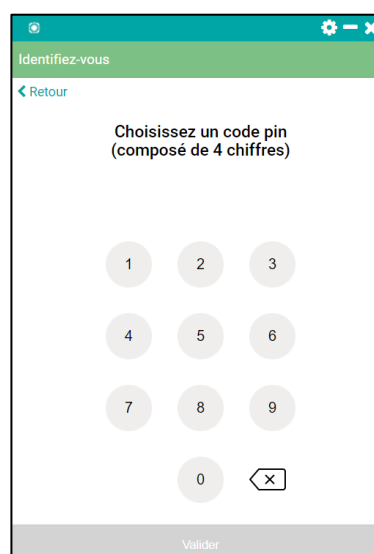 Identifiez-vous
Retour
Choisissez un code pin
(composé de 4 chiffres)
1 2 3
4 5 6
7 8 9
0
Valider